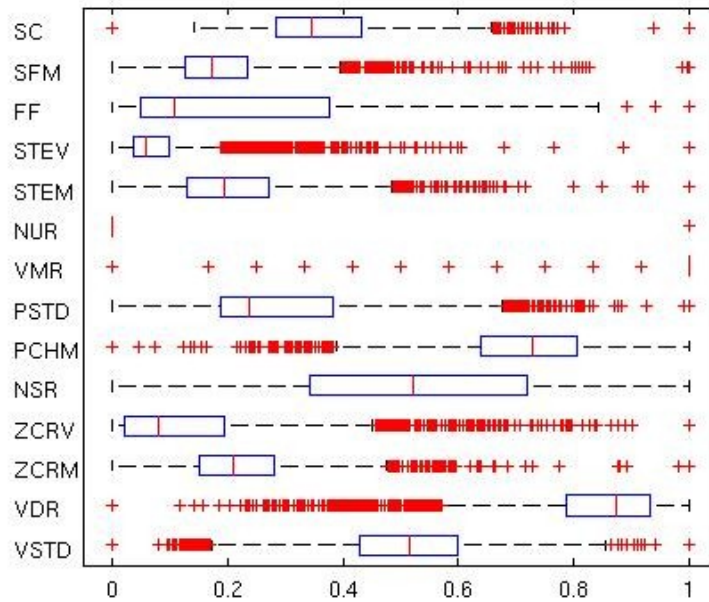 SC
SFM
FF
STEV
STEM
NUR
VMR
PSTD
PCHM
NSR
ZCRV
ZCRM
VDR
VSTD
0 0.2 0.4 0.6 0.8 1